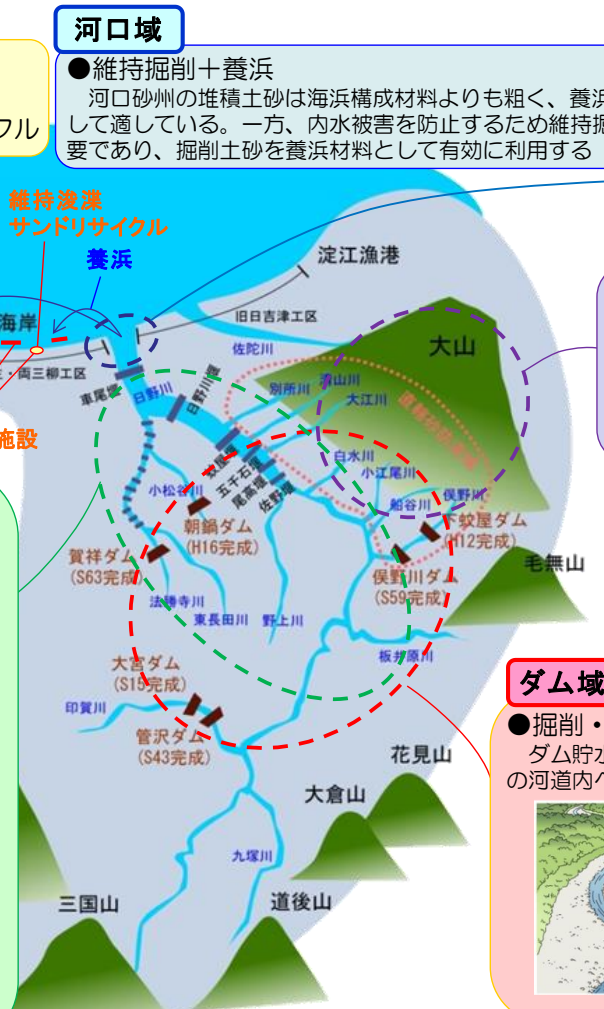 河口域
●維持掘削＋養浜
河口砂州の堆積土砂は海浜構成材料よりも粗く、養浜
して適している。一方、内水被害を防止するため維持掘
要であり、掘削土砂を養浜材料として有効に利用する
クル
維持浚渫
サンドリサイクル
養浜
淀江漁港
旧日吉津工区
海岸
・両三柳工区
施設
佐陀川
大山
車尾堰
日野川
日野川堰
別所川
清山川
大江川
蚊屋堰
五千石堰
尾高堰
佐野堰
白水川
小江尾川
船谷川
俣野川
小松谷川
朝鍋ダム
(H16完成)
下蚊屋ダム
(H12完成)
賀祥ダム
(S63完成)
俣野川ダム
(S59完成)
毛無山
法勝寺川
東長田川
野上川
板井原川
大宮ダム
(S15完成)
印賀川
管沢ダム
(S43完成)
ダム域
●掘削・
ダム貯水
の河道内へ
花見山
大倉山
九塚川
三国山
道後山